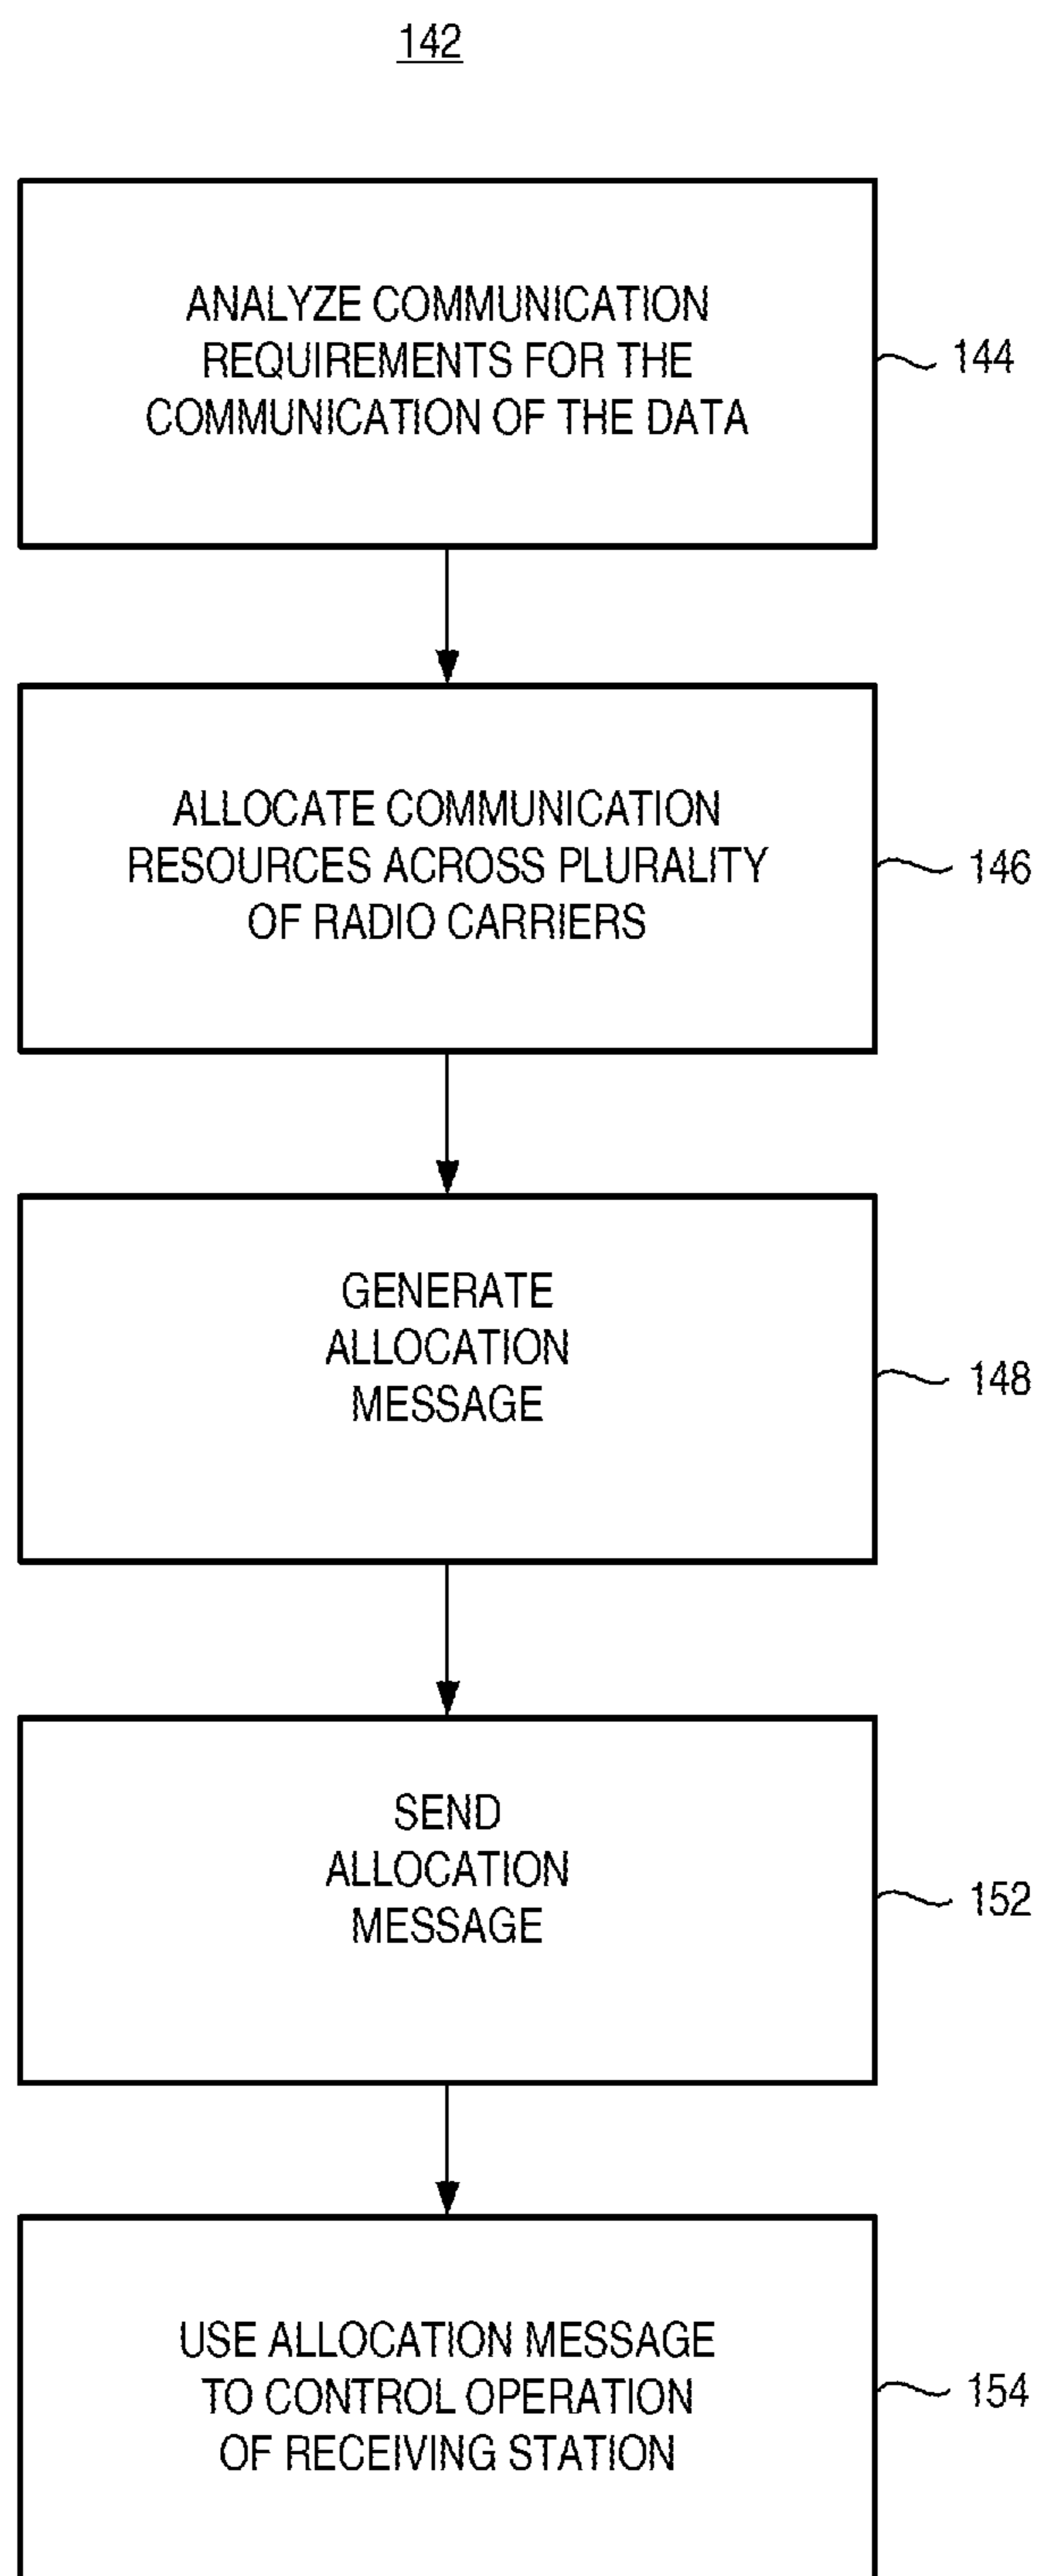 142
ANALYZE COMMUNICATION
REQUIREMENTS FOR THE
COMMUNICATION OF THE DATA
144
ALLOCATE COMMUNICATION
RESOURCES ACROSS PLURALITY
OF RADIO CARRIERS
146
GENERATE
ALLOCATION
MESSAGE
148
SEND
ALLOCATION
MESSAGE
152
USE ALLOCATION MESSAGE
TO CONTROL OPERATION
OF RECEIVING STATION
154